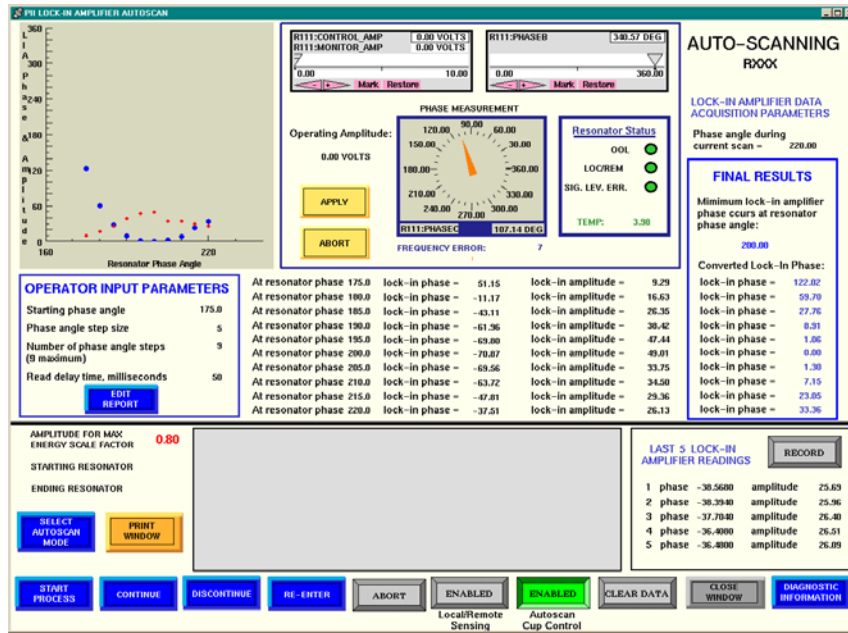 PII LOCK-IN AMPLIFIER AUTOSCAN
360
LIA Phase & Amplitude
240
180
120
60
0
160
220
Resonator Phase Angle
R111:CONTROL_AMP 0.00 VOLTS
R111:MONITOR_AMP 0.00 VOLTS
0.00 10.00
- + Mark Restore
R111:PHASEB 340.57 DEG
0.00 360.00
- + Mark Restore
PHASE MEASUREMENT
Operating Amplitude:
0.00 VOLTS
APPLY
ABORT
90.00
120.00 60.00
150.00 30.00
180.00 360.00
210.00 330.00
240.00 300.00
270.00
R111:PHASEC 107.14 DEG
FREQUENCY ERROR: 7
Resonator Status
OOL
LOC/REM
SIG. LEV. ERR.
TEMP: 3.98
AUTO-SCANNING
RXXX
LOCK-IN AMPLIFIER DATA
ACQUISITION PARAMETERS
Phase angle during
current scan = 220.00
FINAL RESULTS
Mimimum lock-in amplifier
phase ccurs at resonator
phase angle:
200.00
Converted Lock-In Phase:
lock-in phase = 122.02
lock-in phase = 59.70
lock-in phase = 27.76
lock-in phase = 8.91
lock-in phase = 1.06
lock-in phase = 0.00
lock-in phase = 1.30
lock-in phase = 7.15
lock-in phase = 23.05
lock-in phase = 33.36
OPERATOR INPUT PARAMETERS
Starting phase angle 175.0
Phase angle step size 5
Number of phase angle steps 9
(9 maximum)
Read delay time, milliseconds 50
EDIT
REPORT
At resonator phase 175.0 lock-in phase = 51.15 lock-in amplitude = 9.29
At resonator phase 180.0 lock-in phase = -11.17 lock-in amplitude = 16.63
At resonator phase 185.0 lock-in phase = -43.11 lock-in amplitude = 26.35
At resonator phase 190.0 lock-in phase = -61.96 lock-in amplitude = 38.42
At resonator phase 195.0 lock-in phase = -69.80 lock-in amplitude = 47.44
At resonator phase 200.0 lock-in phase = -70.87 lock-in amplitude = 49.01
At resonator phase 205.0 lock-in phase = -69.56 lock-in amplitude = 33.75
At resonator phase 210.0 lock-in phase = -63.72 lock-in amplitude = 34.50
At resonator phase 215.0 lock-in phase = -47.81 lock-in amplitude = 29.36
At resonator phase 220.0 lock-in phase = -37.51 lock-in amplitude = 26.13
AMPLITUDE FOR MAX
ENERGY SCALE FACTOR 0.80
STARTING RESONATOR
ENDING RESONATOR
SELECT
AUTOSCAN
MODE
PRINT
WINDOW
LAST 5 LOCK-IN
AMPLIFIER READINGS
RECORD
1 phase -38.5680 amplitude 25.69
2 phase -38.3940 amplitude 25.96
3 phase -37.7040 amplitude 26.40
4 phase -36.4080 amplitude 26.51
5 phase -36.4800 amplitude 26.09
START
PROCESS
CONTINUE
DISCONTINUE
RE-ENTER
ABORT
ENABLED
Local/Remote
Sensing
ENABLED
Autoscan
Cup Control
CLEAR DATA
CLOSE
WINDOW
DIAGNOSTIC
INFORMATION